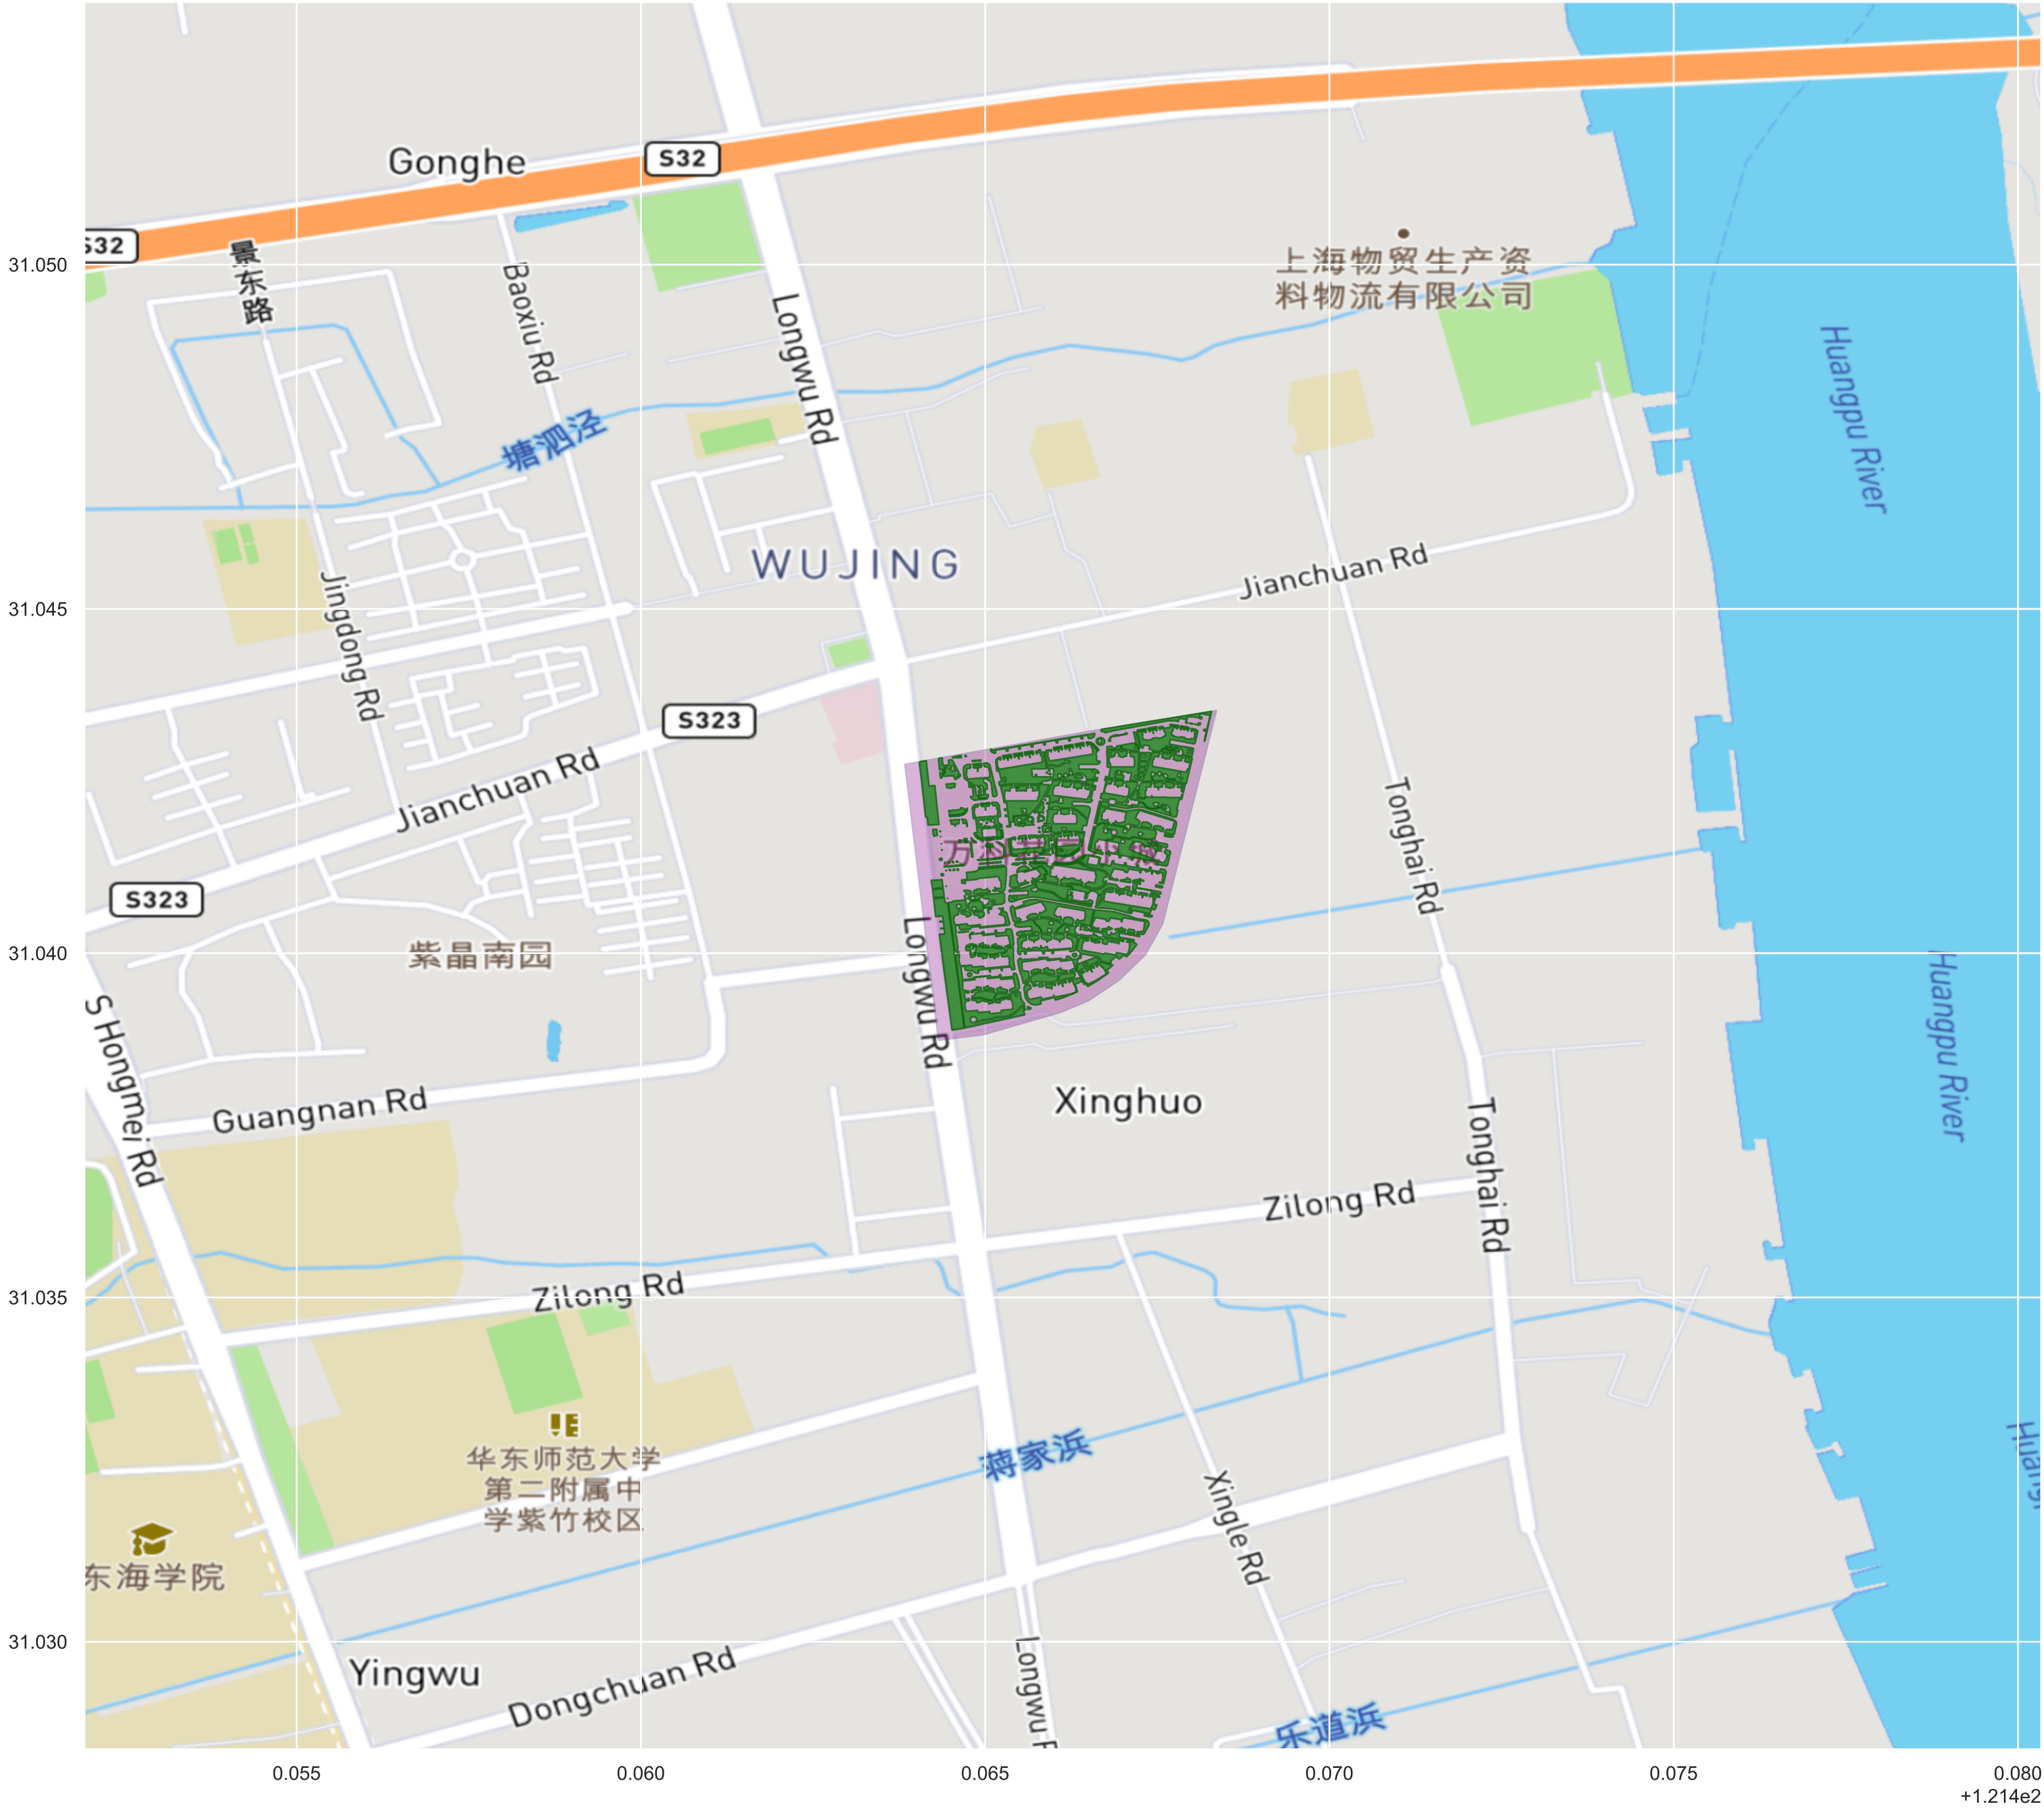 Gonghe
S32
S32
景东路
Baoxiu Rd
Longwu Rd
上海物贸生产资
料物流有限公司
Huangpu River
塘泗泾
WUJING
Jianchuan Rd
Jingdong Rd
S323
Jianchuan Rd
Tonghai Rd
S323
紫晶南园
Longwu Rd
Huangpu River
S Hongmei Rd
Guangnan Rd
Xinghuo
Tonghai Rd
Zilong Rd
Zilong Rd
华东师范大学
第二附属中
学紫竹校区
蒋家浜
Xingle Rd
东海学院
Yingwu
Dongchuan Rd
Longwu
乐道浜
31.050
31.045
31.040
31.035
31.030
0.055
0.060
0.065
0.070
0.075
0.080
+1.214e2